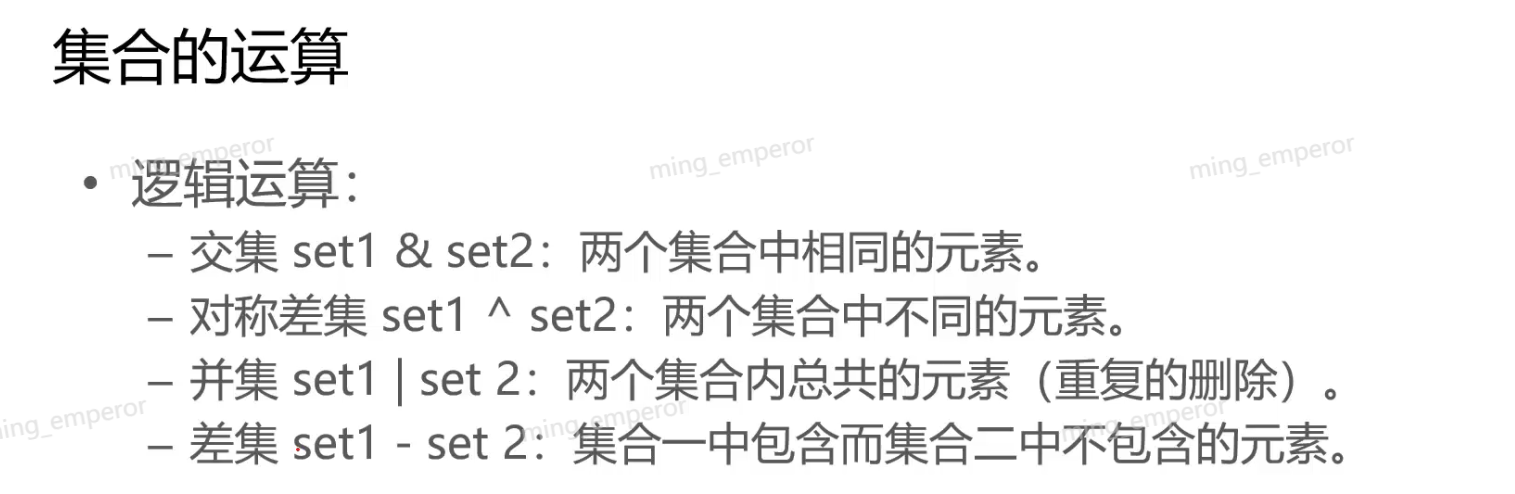 集合的运算
ming_emperor ming_emperor ming_emperor
• 逻辑运算：
– 交集 set1 & set2：两个集合中相同的元素。
– 对称差集 set1 ^ set2：两个集合中不同的元素。
– 并集 set1 | set 2：两个集合内总共的元素（重复的删除）。
ming_emperor ming_emperor ming_emperor
– 差集 set1 - set 2：集合一中包含而集合二中不包含的元素。